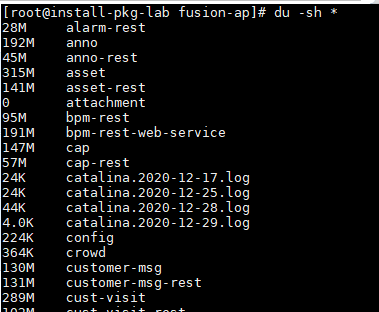 [root@install-pkg-lab fusion-ap]# du -sh *
28M alarm-rest
192M anno
45M anno-rest
315M asset
141M asset-rest
0 attachment
95M bpm-rest
191M bpm-rest-web-service
147M cap
57M cap-rest
24K catalina.2020-12-17.log
24K catalina.2020-12-25.log
44K catalina.2020-12-28.log
4.0K catalina.2020-12-29.log
224K config
364K crowd
130M customer-msg
131M customer-msg-rest
289M cust-visit